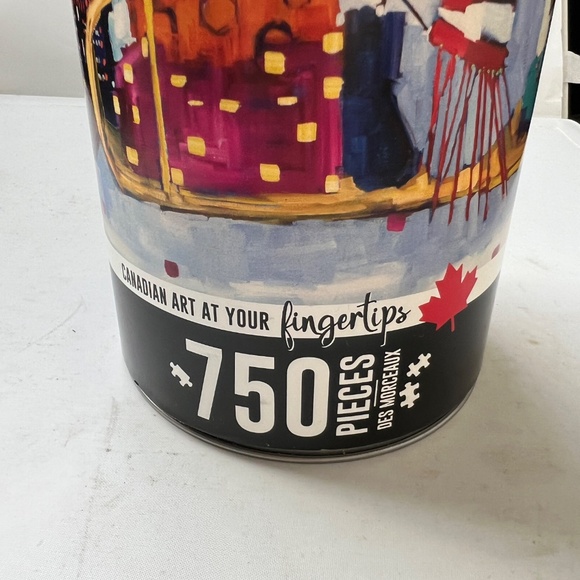 CANADIAN ART AT YOUR fingertips
750
PIECES
DES MORCEAUX